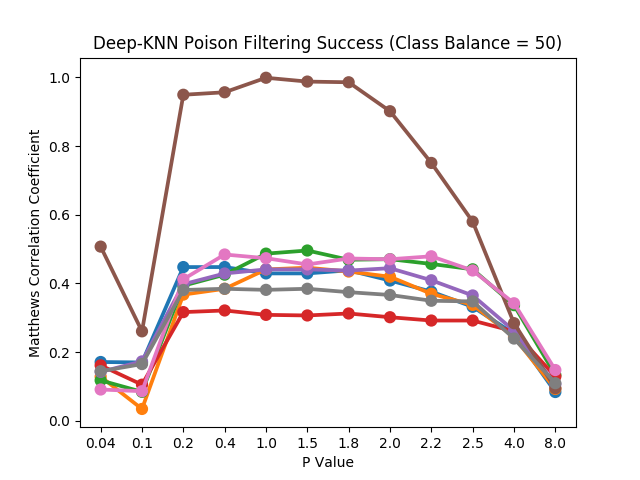 Deep-KNN Poison Filtering Success (Class Balance = 50)
Matthews Correlation Coefficient
1.0
0.8
0.6
0.4
0.2
0.0
0.04 0.1 0.2 0.4 1.0 1.5 1.8 2.0 2.2 2.5 4.0 8.0
P Value